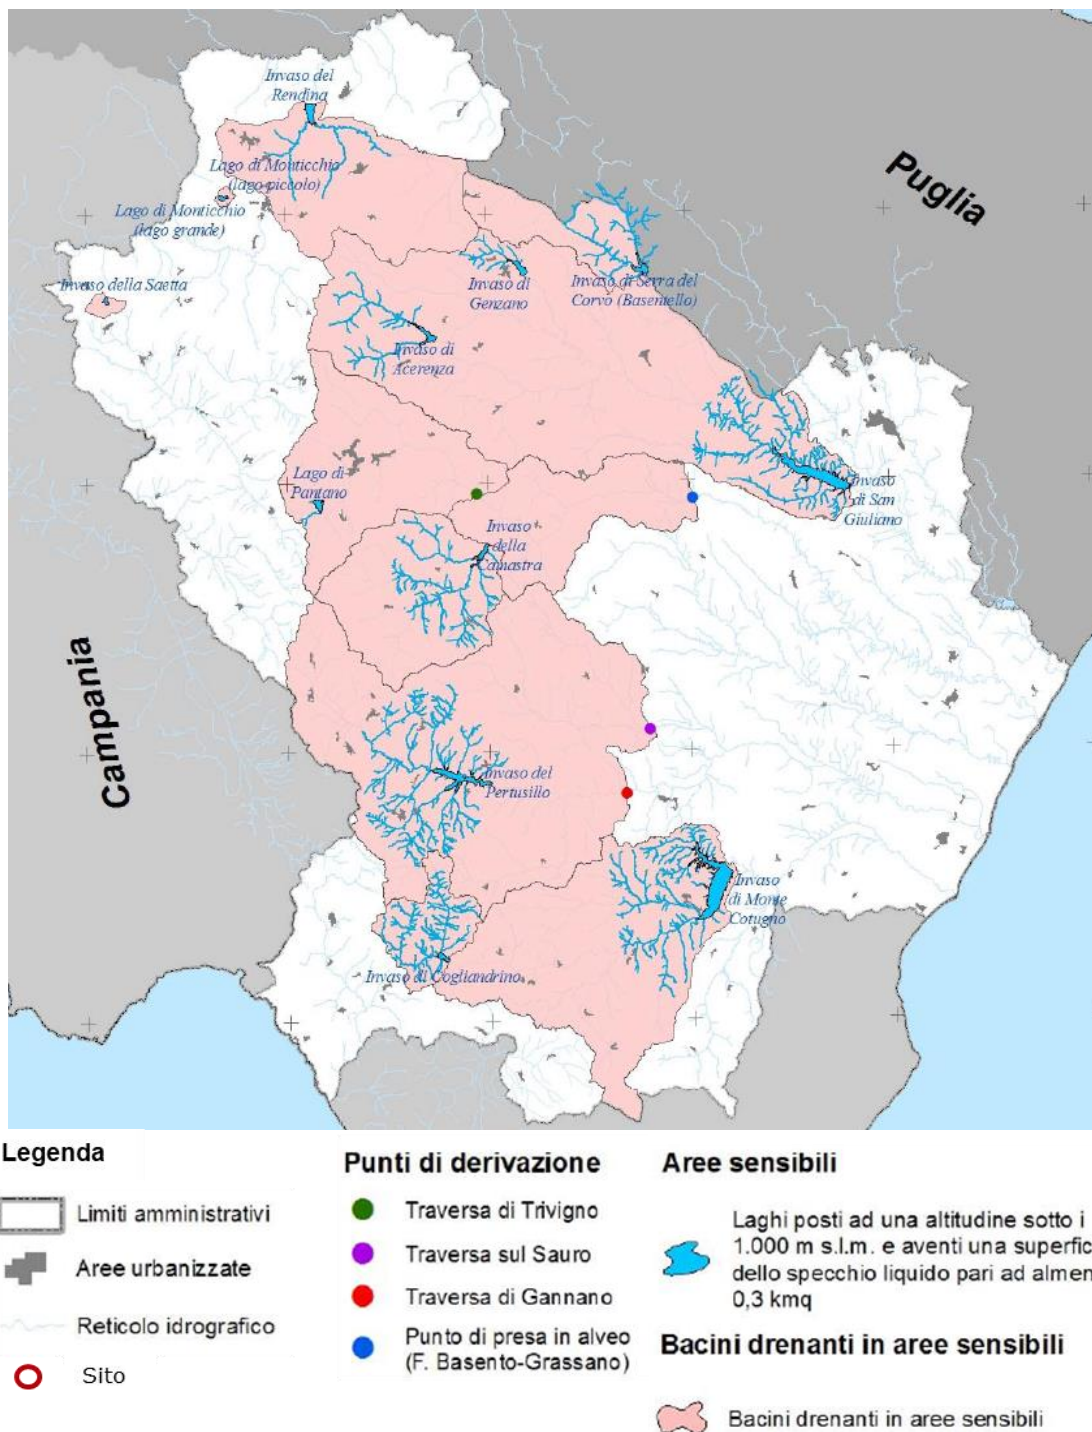 Invaso del
Rendina
Lago di Monticchio
(lago piccolo)
Lago di Monticchio
(lago grande)
Puglia
Invaso della Saetta
Invaso di
Genzano
Invaso di Serra del
Corvo (Basentello)
Invaso di
Acerenza
Lago di
Pantano
Invaso
di San
Giuliano
Invaso
della
Camastra
Campania
Invaso del
Pertusillo
Invaso
di Monte
Cotugno
Invaso di Cogliandrino
Legenda
Limiti amministrativi
Aree urbanizzate
Reticolo idrografico
Sito
Punti di derivazione
Traversa di Trivigno
Traversa sul Sauro
Traversa di Gannano
Punto di presa in alveo
(F. Basento-Grassano)
Aree sensibili
Laghi posti ad una altitudine sotto i
1.000 m s.l.m. e aventi una superfic
dello specchio liquido pari ad almen
0,3 kmq
Bacini drenanti in aree sensibili
Bacini drenanti in aree sensibili